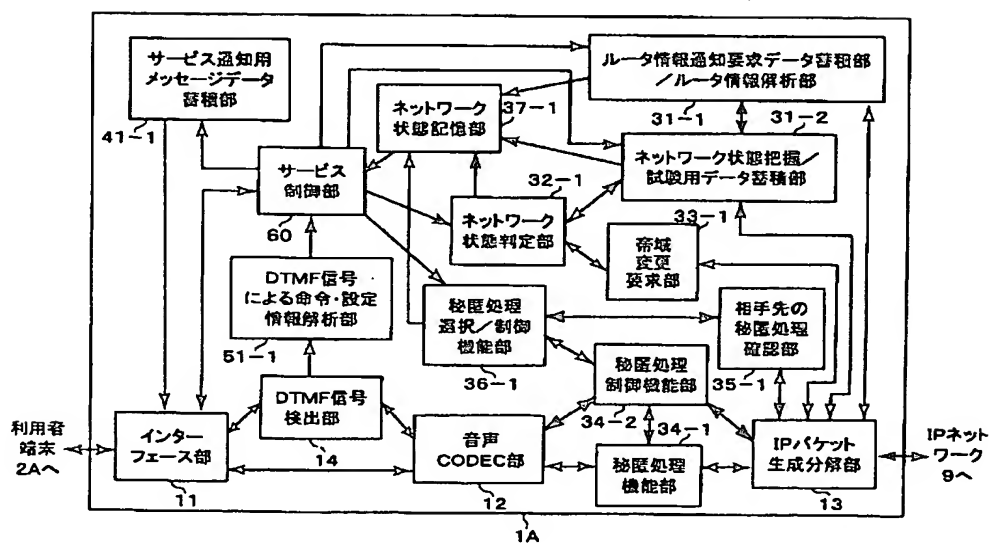 サービス通知用
メッセージデータ
蓄積部
41-1
ルータ情報通知要求データ蓄積部
/ルータ情報解析部
31-1
31-2
ネットワーク
状態記憶部
37-1
サービス
制御部
60
ネットワーク状態把握/
試験用データ蓄積部
32-1
ネットワーク
状態判定部
33-1
帯域
変更
要求部
DTMF信号
による命令・設定
情報解析部
51-1
秘匿処理
選択/制御
機能部
36-1
相手先の
秘匿処理
確認部
35-1
秘匿処理
制御機能部
34-2
34-1
DTMF信号
検出部
14
利用者
端末
2Aへ
インター
フェース部
11
音声
CODEC部
12
秘匿処理
機能部
IPパケット
生成分解部
13
IPネット
ワーク
9へ
1A